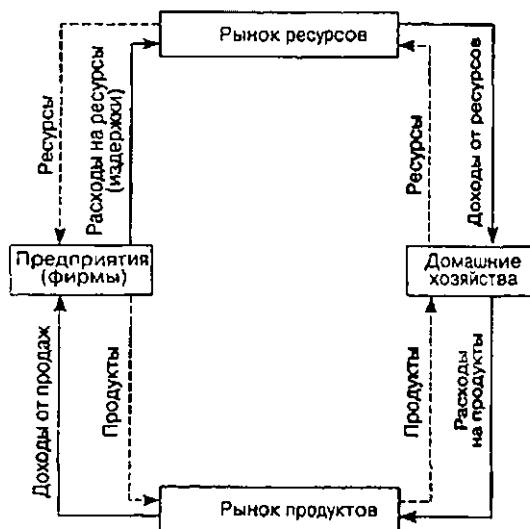 Рынок ресурсов
Ресурсы
Расходы на ресурсы
(издержки)
Ресурсы
Доходы от ресурсов
Предприятия
(фирмы)
Домашние
хозяйства
Доходы от продаж
Продукты
Продукты
Расходы
на продукты
Рынок продуктов